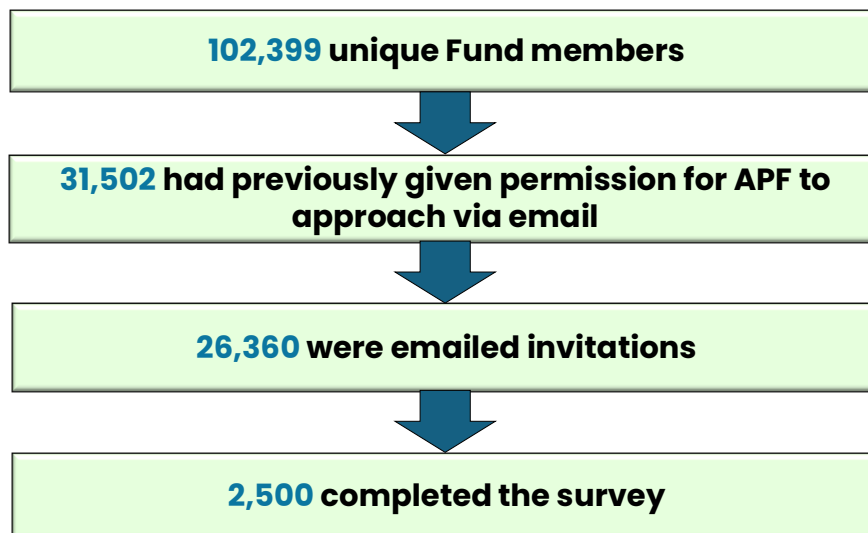 102,399 unique Fund members
31,502 had previously given permission for APF to
approach via email
26,360 were emailed invitations
2,500 completed the survey